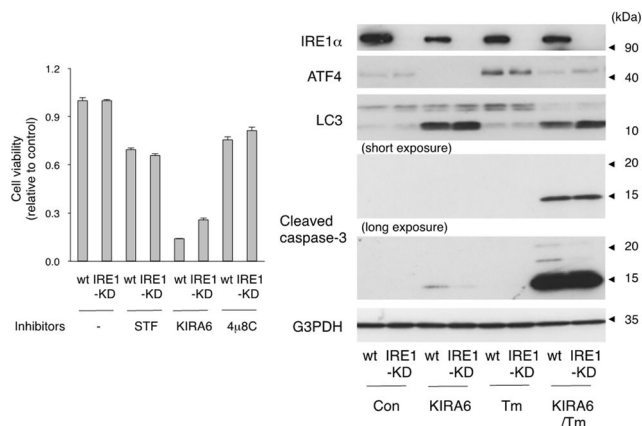 Cell viability
(relative to control)
1.2
0.9
0.6
0.3
0.0
wt IRE1 wt IRE1 wt IRE1 wt IRE1
-KD -KD -KD -KD
Inhibitors - STF KIRA6 4μ8C
(kDa)
IRE1α
90
ATF4
40
LC3
10
(short exposure)
20
15
Cleaved
caspase-3
(long exposure)
20
15
G3PDH
35
wt IRE1 wt IRE1 wt IRE1 wt IRE1
-KD -KD -KD -KD
Con KIRA6 Tm KIRA6
/Tm